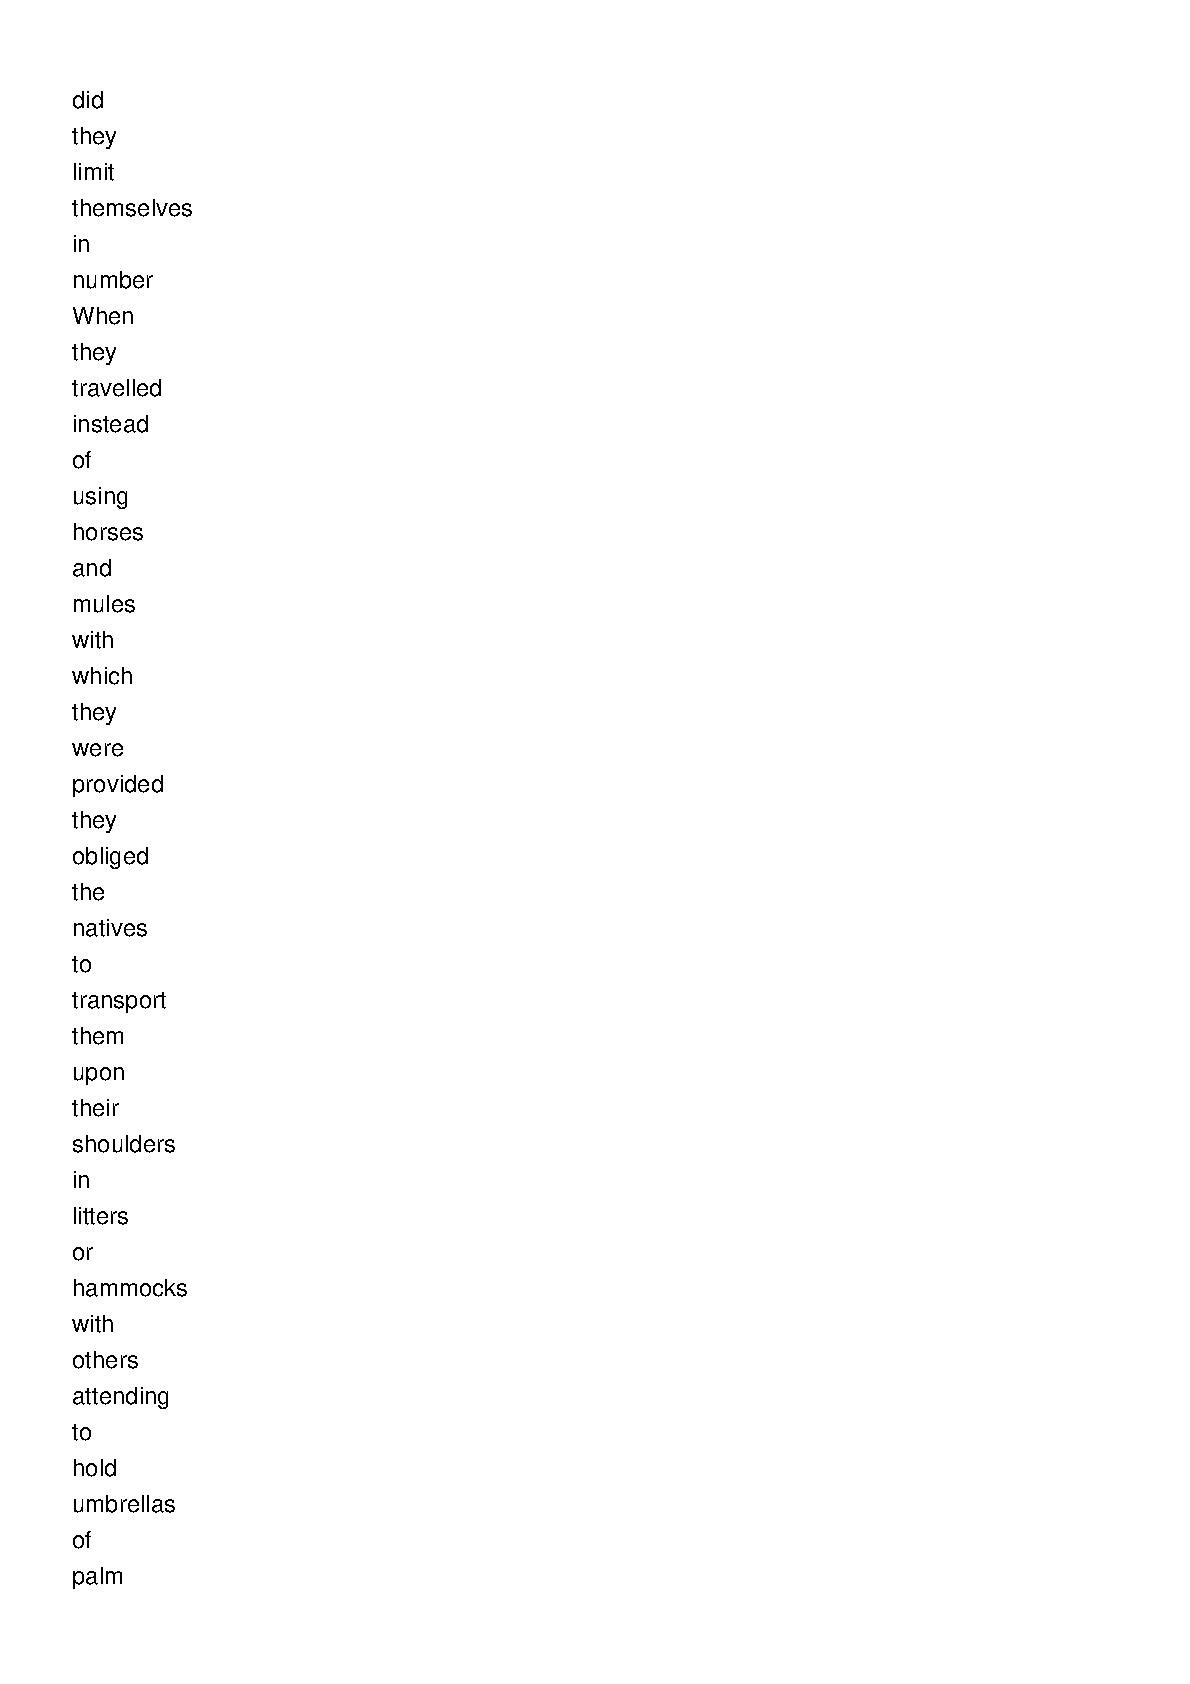 did
they
limit
themselves
in
number
When
they
travelled
instead
of
using
horses
and
mules
with
which
they
were
provided
they
obliged
the
natives
to
transport
them
upon
their
shoulders
in
litters
or
hammocks
with
others
attending
to
hold
umbrellas
of
palm